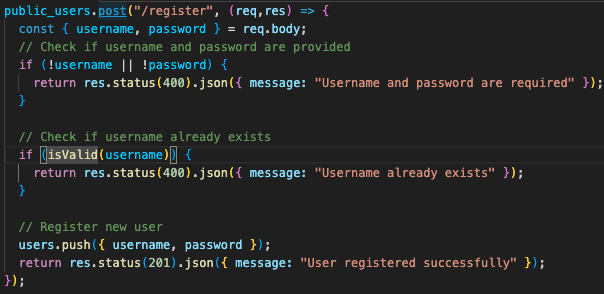 public_users.post("/register", (req,res) => {
  const { username, password } = req.body;
  // Check if username and password are provided
  if (!username || !password) {
    return res.status(400).json({ message: "Username and password are required" });
  }

  // Check if username already exists
  if (isValid(username)) {
    return res.status(400).json({ message: "Username already exists" });
  }

  // Register new user
  users.push({ username, password });
  return res.status(201).json({ message: "User registered successfully" });
});